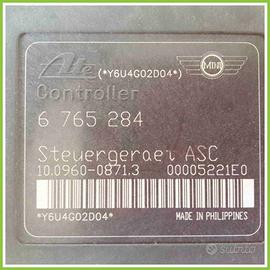 Ate
(*Y6U4G02D04*)
MINI
Controller
6 765 284
Steuergeraet ASC
10.0960-0871.3 00005221E0
*Y6U4G02D04*
MADE IN PHILIPPINES
subito